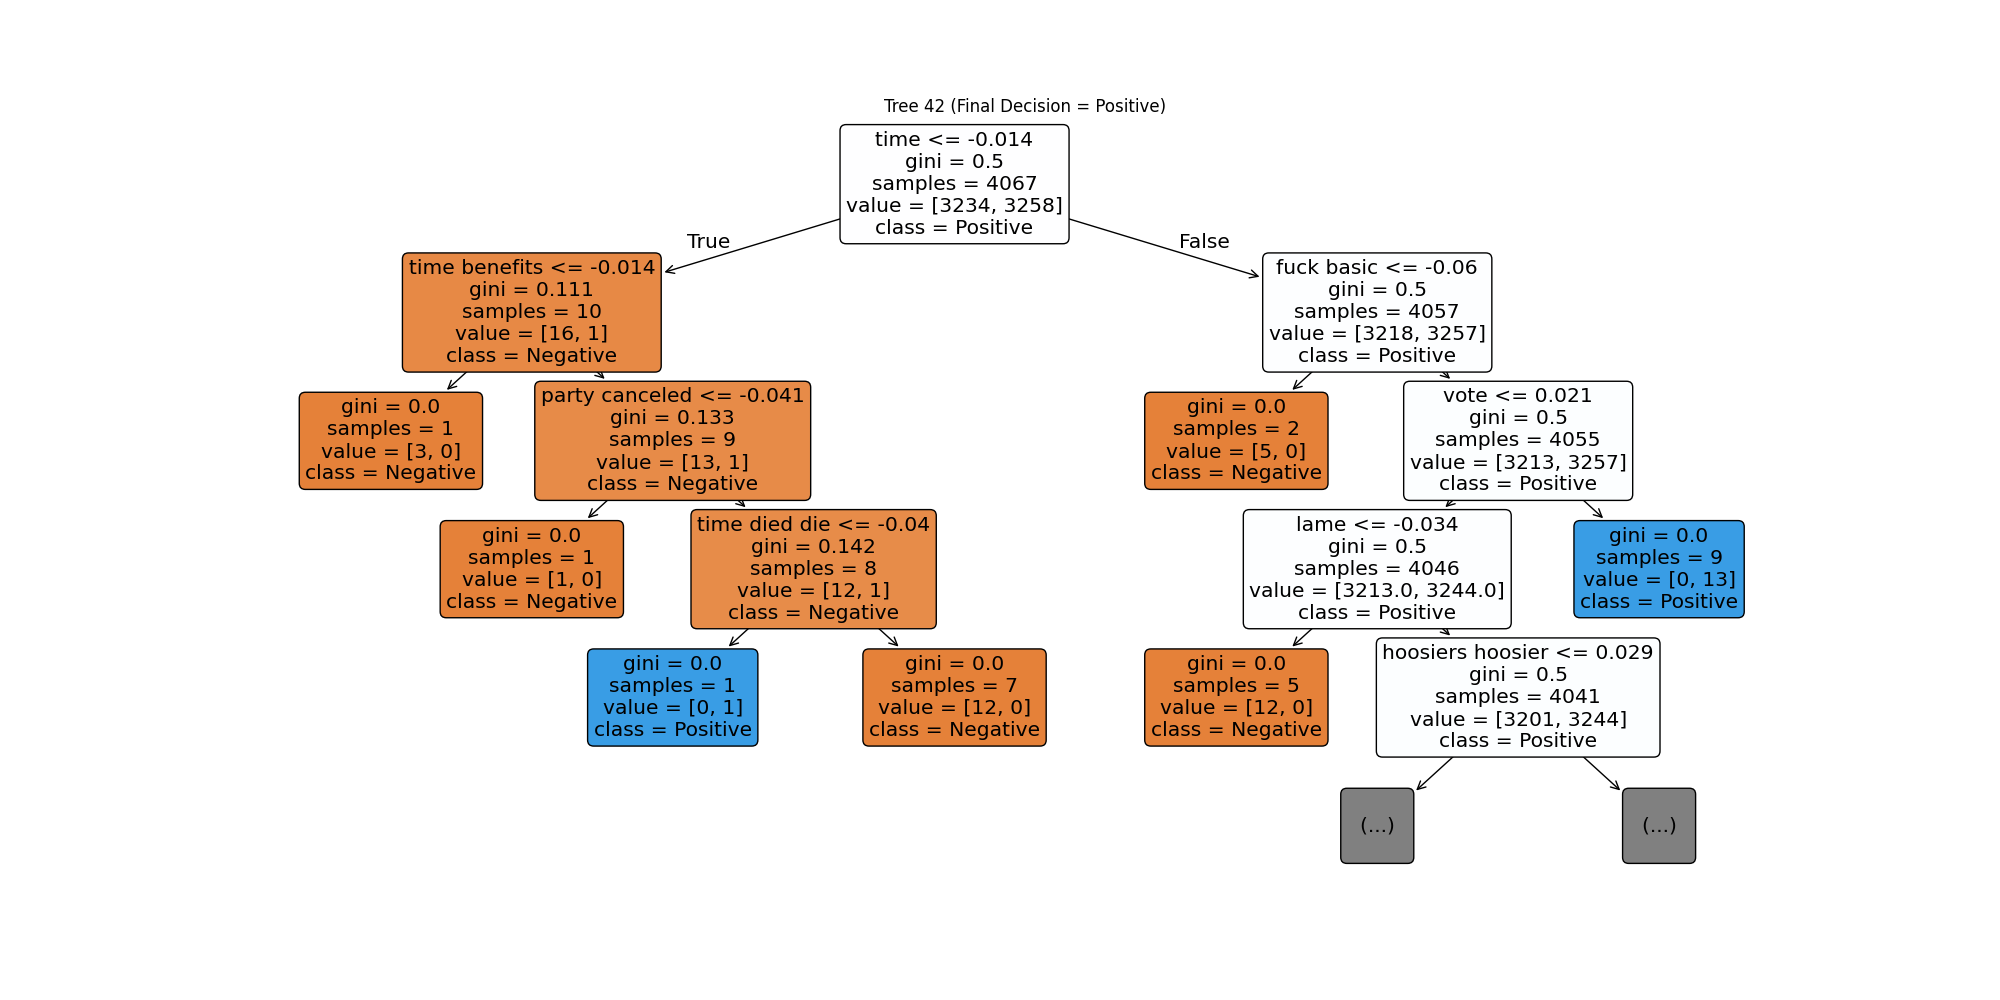 Tree 42 (Final Decision = Positive)
time <= -0.014
gini = 0.5
samples = 4067
value = [3234, 3258]
class = Positive
True
False
time benefits <= -0.014
gini = 0.111
samples = 10
value = [16, 1]
class = Negative
fuck basic <= -0.06
gini = 0.5
samples = 4057
value = [3218, 3257]
class = Positive
gini = 0.0
samples = 1
value = [3, 0]
class = Negative
party canceled <= -0.041
gini = 0.133
samples = 9
value = [13, 1]
class = Negative
gini = 0.0
samples = 2
value = [5, 0]
class = Negative
vote <= 0.021
gini = 0.5
samples = 4055
value = [3213, 3257]
class = Positive
gini = 0.0
samples = 1
value = [1, 0]
class = Negative
time died die <= -0.04
gini = 0.142
samples = 8
value = [12, 1]
class = Negative
lame <= -0.034
gini = 0.5
samples = 4046
value = [3213.0, 3244.0]
class = Positive
gini = 0.0
samples = 9
value = [0, 13]
class = Positive
gini = 0.0
samples = 1
value = [0, 1]
class = Positive
gini = 0.0
samples = 7
value = [12, 0]
class = Negative
gini = 0.0
samples = 5
value = [12, 0]
class = Negative
hoosiers hoosier <= 0.029
gini = 0.5
samples = 4041
value = [3201, 3244]
class = Positive
(...)
(...)